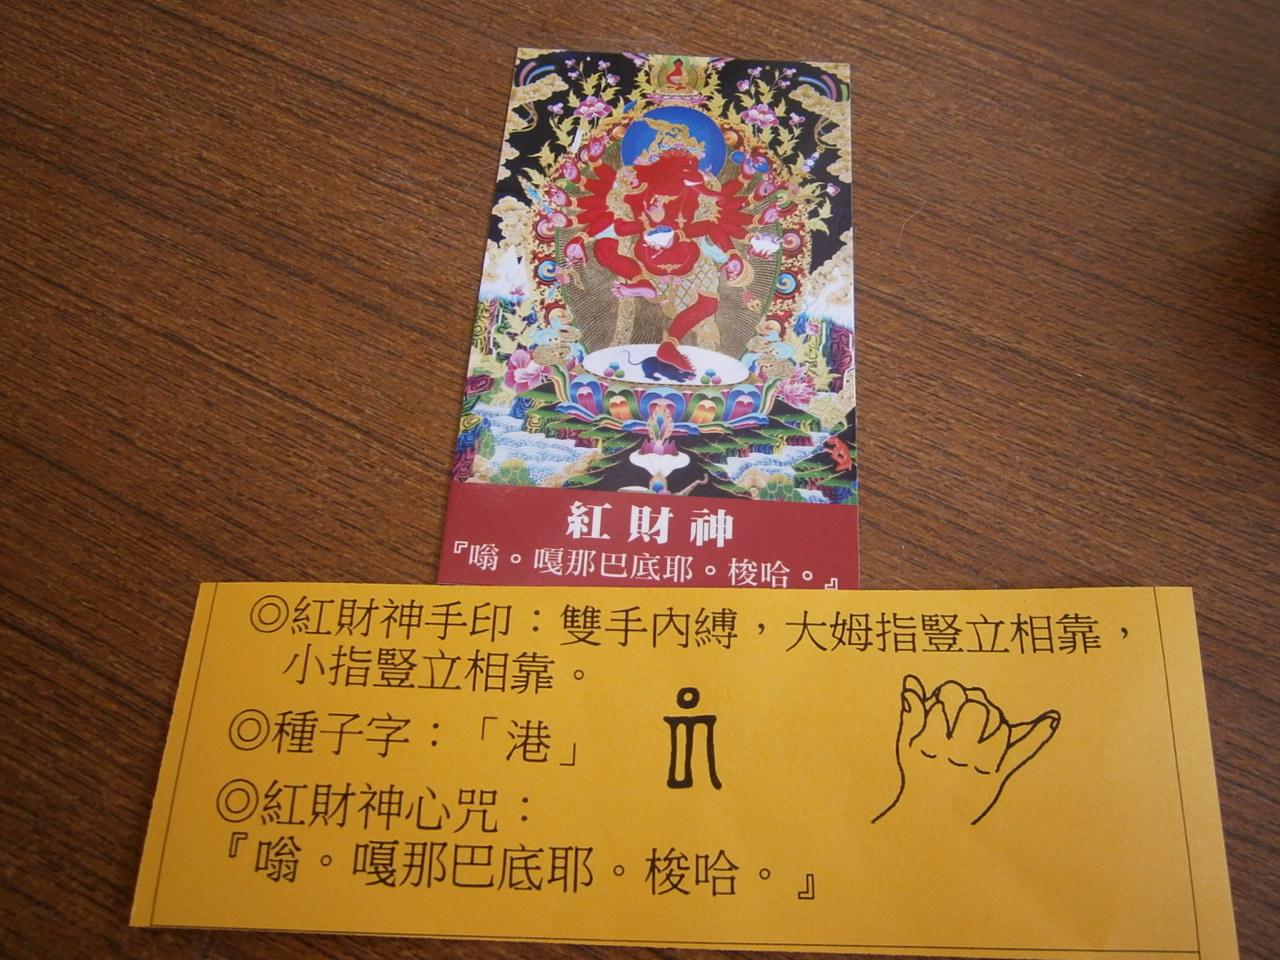 紅財神
『嗡。嘎那巴底耶。梭哈。』
◎紅財神手印：雙手內縛，大姆指豎立相靠，
小指豎立相靠。
◎種子字：「港」
◎紅財神心咒：
『嗡。嘎那巴底耶。梭哈。』